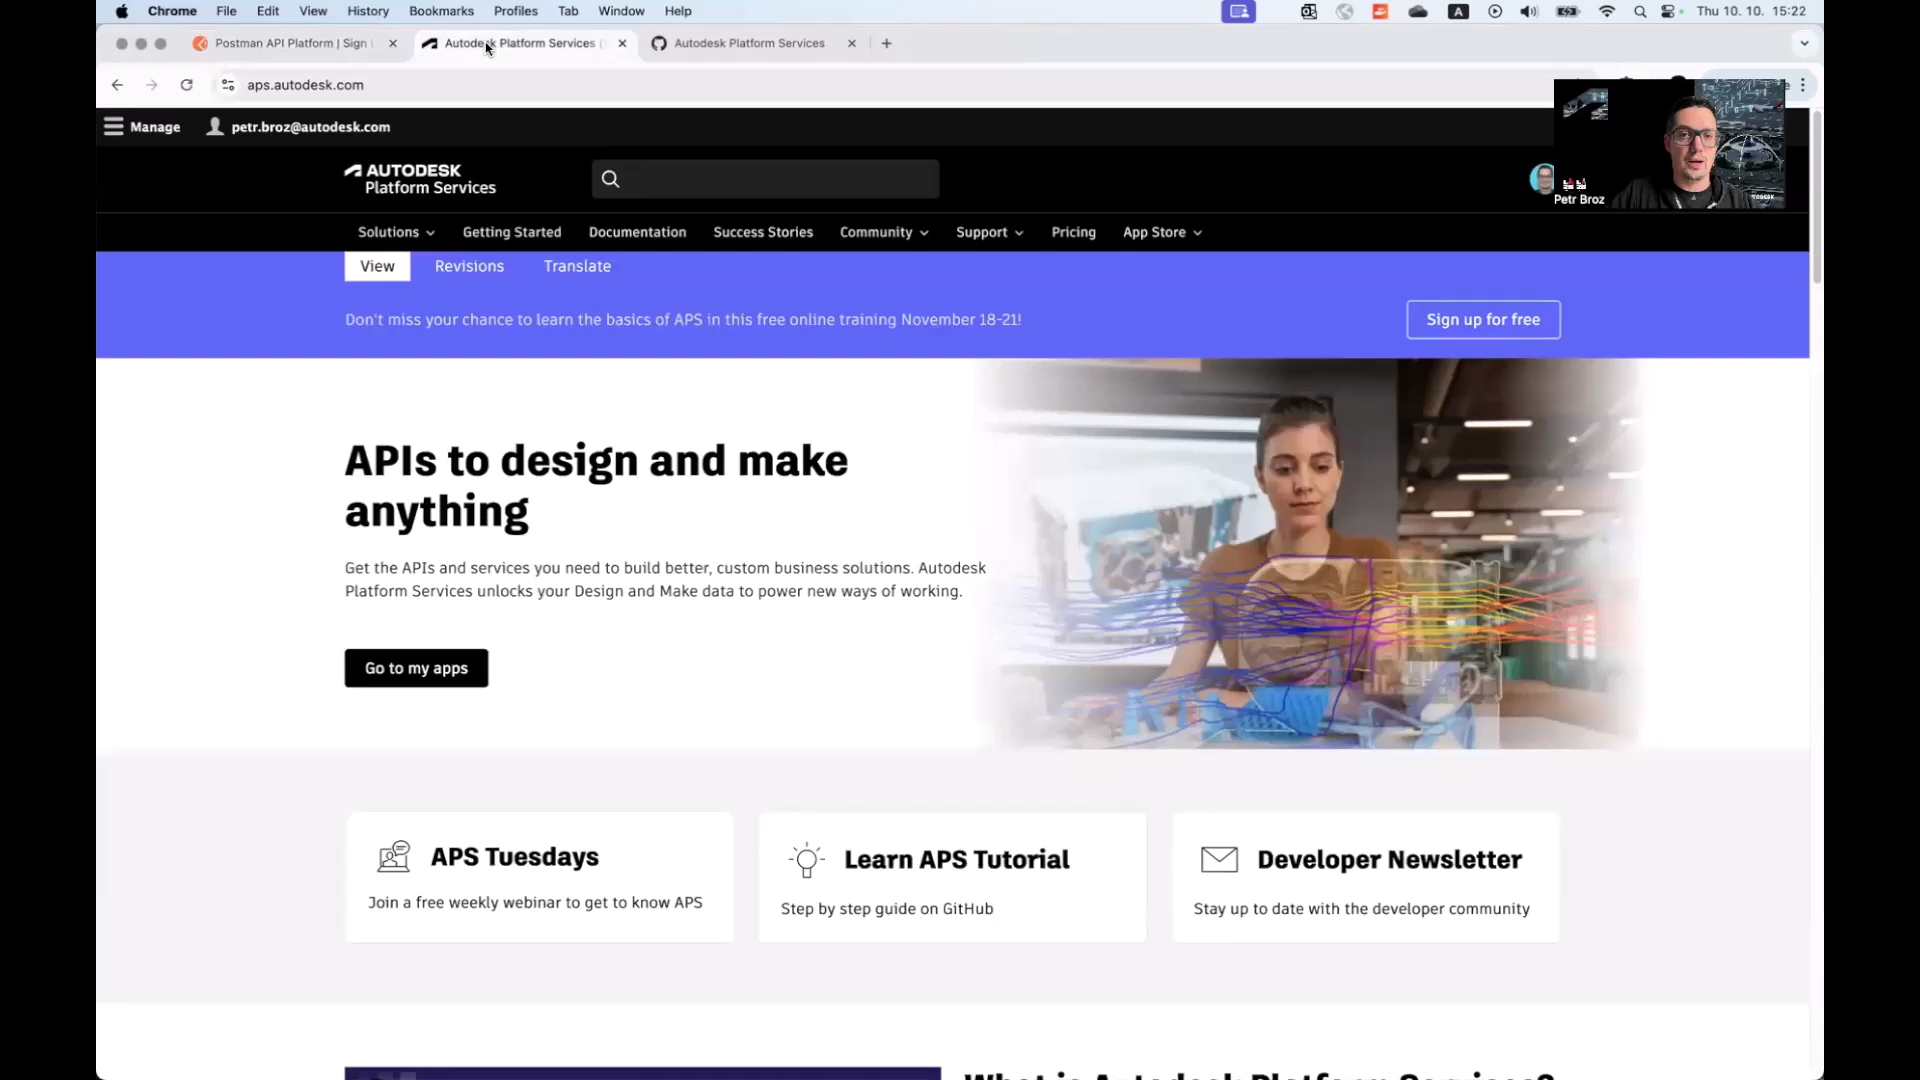 Chrome File Edit View History Bookmarks Profiles Tab Window Help
A
Thu 10. 10. 15:22
Postman API Platform | Sign
Autodesk Platform Services
Autodesk Platform Services
aps.autodesk.com
Manage
petr.broz@autodesk.com
AUTODESK
Platform Services
Petr Broz
Solutions
Getting Started
Documentation
Success Stories
Community
Support
Pricing
App Store
View
Revisions
Translate
Don't miss your chance to learn the basics of APS in this free online training November 18-21!
Sign up for free
APIs to design and make
anything
Get the APIs and services you need to build better, custom business solutions. Autodesk
Platform Services unlocks your Design and Make data to power new ways of working.
Go to my apps
APS Tuesdays
Join a free weekly webinar to get to know APS
Learn APS Tutorial
Step by step guide on GitHub
Developer Newsletter
Stay up to date with the developer community
What is Autodesk Platform Services?